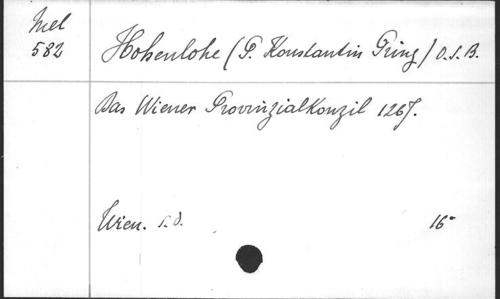 Mel
582
Hohenlohe (P. Konstantin Prinz) O.S.B.
Das Wiener Provinzialkonzil 1267.
Wien. s.d.
16°